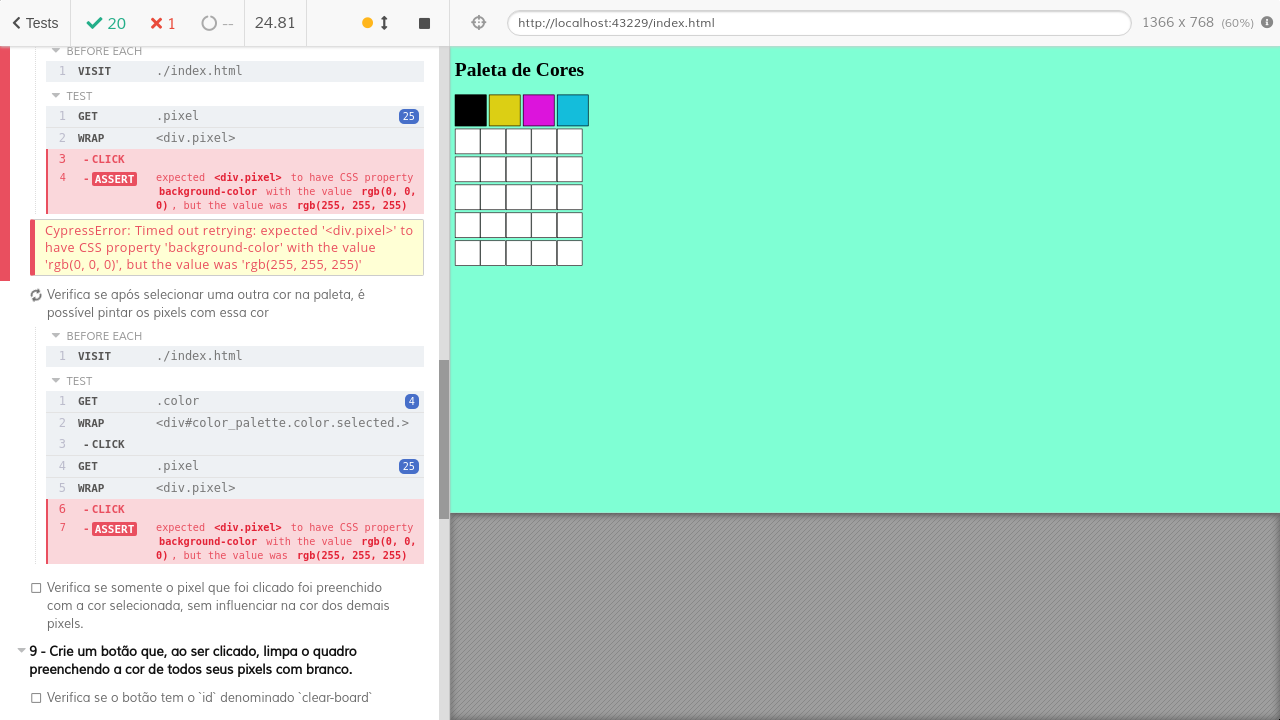 Tests
20
1
--
24.81
http://localhost:43229/index.html
1366 x 768 (60%)
BEFORE EACH
1 VISIT ./index.html
TEST
1 GET .pixel 25
2 WRAP <div.pixel>
3 - CLICK
4 - ASSERT expected <div.pixel> to have CSS property
background-color with the value rgb(0, 0,
0), but the value was rgb(255, 255, 255)
CypressError: Timed out retrying: expected '<div.pixel>' to
have CSS property 'background-color' with the value
'rgb(0, 0, 0)', but the value was 'rgb(255, 255, 255)'
Verifica se após selecionar uma outra cor na paleta, é
possível pintar os pixels com essa cor
BEFORE EACH
1 VISIT ./index.html
TEST
1 GET .color 4
2 WRAP <div#color_palette.color.selected.>
3 - CLICK
4 GET .pixel 25
5 WRAP <div.pixel>
6 - CLICK
7 - ASSERT expected <div.pixel> to have CSS property
background-color with the value rgb(0, 0,
0), but the value was rgb(255, 255, 255)
Verifica se somente o pixel que foi clicado foi preenchido
com a cor selecionada, sem influenciar na cor dos demais
pixels.
9 - Crie um botão que, ao ser clicado, limpa o quadro
preenchendo a cor de todos seus pixels com branco.
Verifica se o botão tem o `id` denominado `clear-board`
Paleta de Cores